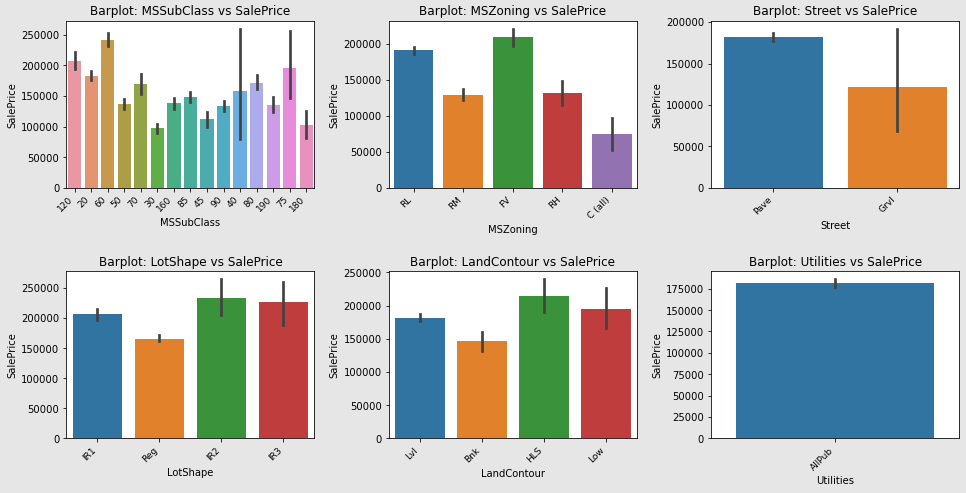 Barplot: MSSubClass vs SalePrice
SalePrice
250000
200000
150000
100000
50000
0
120 20 60 50 70 30 160 85 45 90 40 80 190 75 180
MSSubClass
Barplot: MSZoning vs SalePrice
SalePrice
200000
150000
100000
50000
0
RL RM FV RH C (all)
MSZoning
Barplot: Street vs SalePrice
SalePrice
200000
150000
100000
50000
0
Pave Grvl
Street
Barplot: LotShape vs SalePrice
SalePrice
250000
200000
150000
100000
50000
0
IR1 Reg IR2 IR3
LotShape
Barplot: LandContour vs SalePrice
SalePrice
250000
200000
150000
100000
50000
0
Lvl Bnk HLS Low
LandContour
Barplot: Utilities vs SalePrice
SalePrice
175000
150000
125000
100000
75000
50000
25000
0
AllPub
Utilities